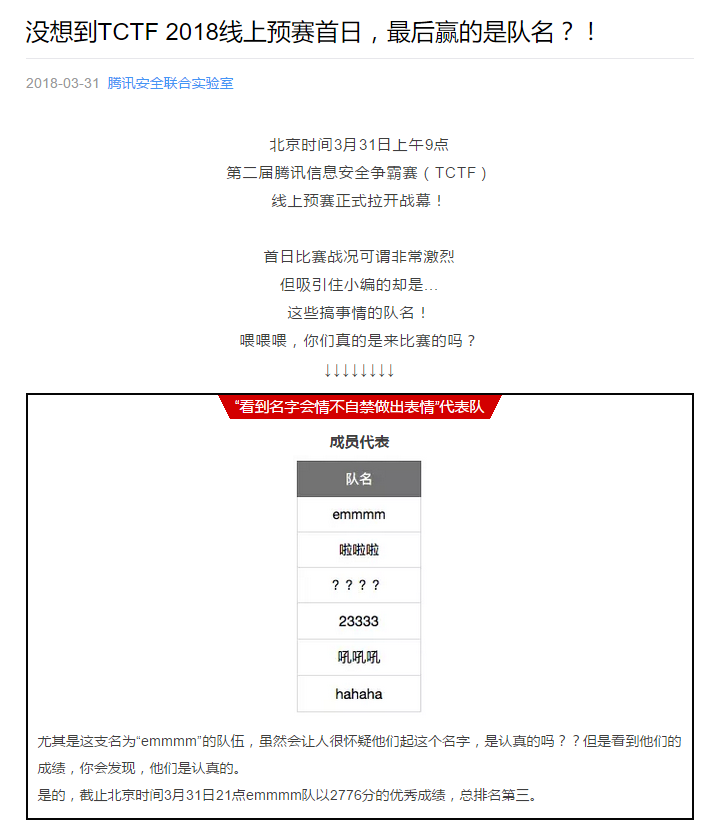 没想到TCTF 2018线上预赛首日，最后赢的是队名？！
2018-03-31 腾讯安全联合实验室
北京时间3月31日上午9点
第二届腾讯信息安全争霸赛（TCTF）
线上预赛正式拉开战幕！
首日比赛战况可谓非常激烈
但吸引住小编的却是...
这些搞事情的队名！
喂喂喂，你们真的是来比赛的吗？
↓↓↓↓↓↓↓↓
“看到名字会情不自禁做出表情”代表队
成员代表
队名
emmmm
啦啦啦
？？？？
23333
吼吼吼
hahaha
尤其是这支名为“emmmm”的队伍，虽然会让人很怀疑他们起这个名字，是认真的吗？？但是看到他们的
成绩，你会发现，他们是认真的。
是的，截止北京时间3月31日21点emmmm队以2776分的优秀成绩，总排名第三。